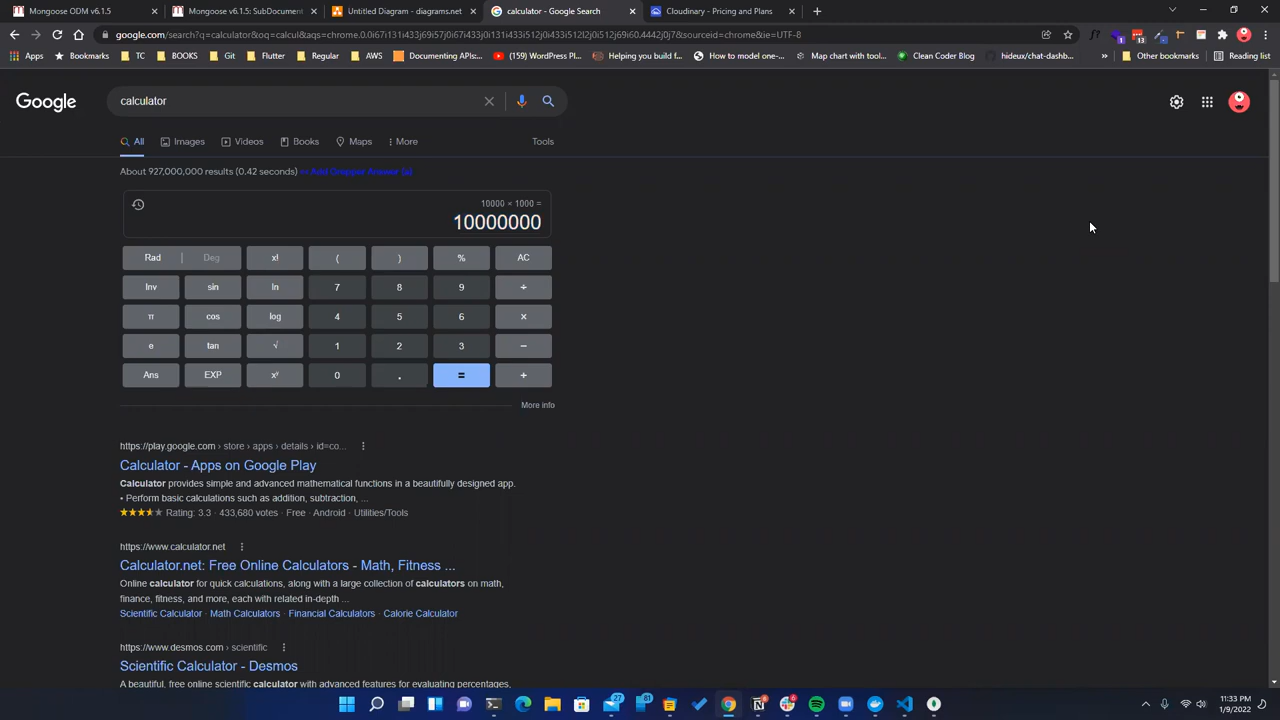 Mongoose ODM v6.1.5
Mongoose v6.1.5: SubDocument
Untitled Diagram - diagrams.net
calculator - Google Search
Cloudinary - Pricing and Plans
google.com/search?q=calculator&oq=calcul&aqs=chrome.0.0i67i131i433j69i57j0i67i433j0i131i433j0i512j0i433i512l2j0i512j69i60.4442j0j7&sourceid=chrome&ie=UTF-8
Apps
Bookmarks
TC
BOOKS
Git
Flutter
Regular
AWS
Documenting APIs:...
(159) WordPress Pl...
Helping you build f...
How to model one-...
Map chart with tool...
Clean Coder Blog
hideux/chat-dashb...
Other bookmarks
Reading list
Google
calculator
All
Images
Videos
Books
Maps
More
Tools
About 927,000,000 results (0.42 seconds)
Add Grepper Answer (a)
10000 × 1000 =
10000000
Rad Deg x! ( ) % AC
Inv sin ln 7 8 9 ÷
π cos log 4 5 6 ×
e tan √ 1 2 3 −
Ans EXP xʸ 0 . = +
More info
https://play.google.com › store › apps › details › id=co...
Calculator - Apps on Google Play
Calculator provides simple and advanced mathematical functions in a beautifully designed app.
• Perform basic calculations such as addition, subtraction, ...
Rating: 3.3 · 433,680 votes · Free · Android · Utilities/Tools
https://www.calculator.net
Calculator.net: Free Online Calculators - Math, Fitness ...
Online calculator for quick calculations, along with a large collection of calculators on math,
finance, fitness, and more, each with related in-depth ...
Scientific Calculator · Math Calculators · Financial Calculators · Calorie Calculator
https://www.desmos.com › scientific
Scientific Calculator - Desmos
A beautiful, free online scientific calculator with advanced features for evaluating percentages,
27
81
6
11:33 PM
1/9/2022